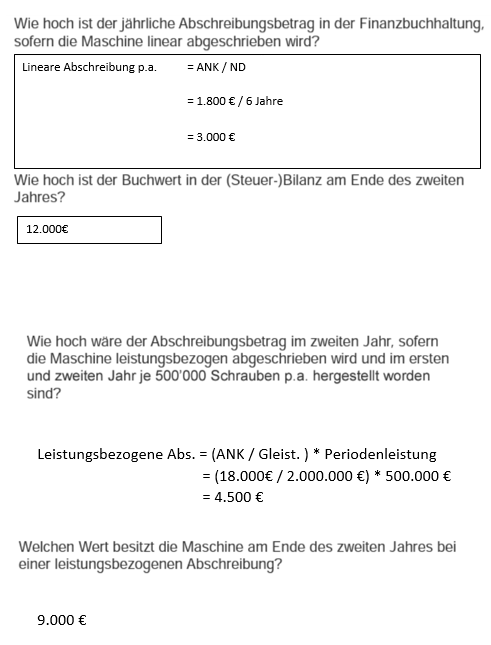 Wie hoch ist der jährliche Abschreibungsbetrag in der Finanzbuchhaltung,
sofern die Maschine linear abgeschrieben wird?
Lineare Abschreibung p.a. = ANK / ND
= 1.800 € / 6 Jahre
= 3.000 €
Wie hoch ist der Buchwert in der (Steuer-)Bilanz am Ende des zweiten
Jahres?
12.000€
Wie hoch wäre der Abschreibungsbetrag im zweiten Jahr, sofern
die Maschine leistungsbezogen abgeschrieben wird und im ersten
und zweiten Jahr je 500'000 Schrauben p.a. hergestellt worden
sind?
Leistungsbezogene Abs. = (ANK / Gleist. ) * Periodenleistung
= (18.000€ / 2.000.000 €) * 500.000 €
= 4.500 €
Welchen Wert besitzt die Maschine am Ende des zweiten Jahres bei
einer leistungsbezogenen Abschreibung?
9.000 €